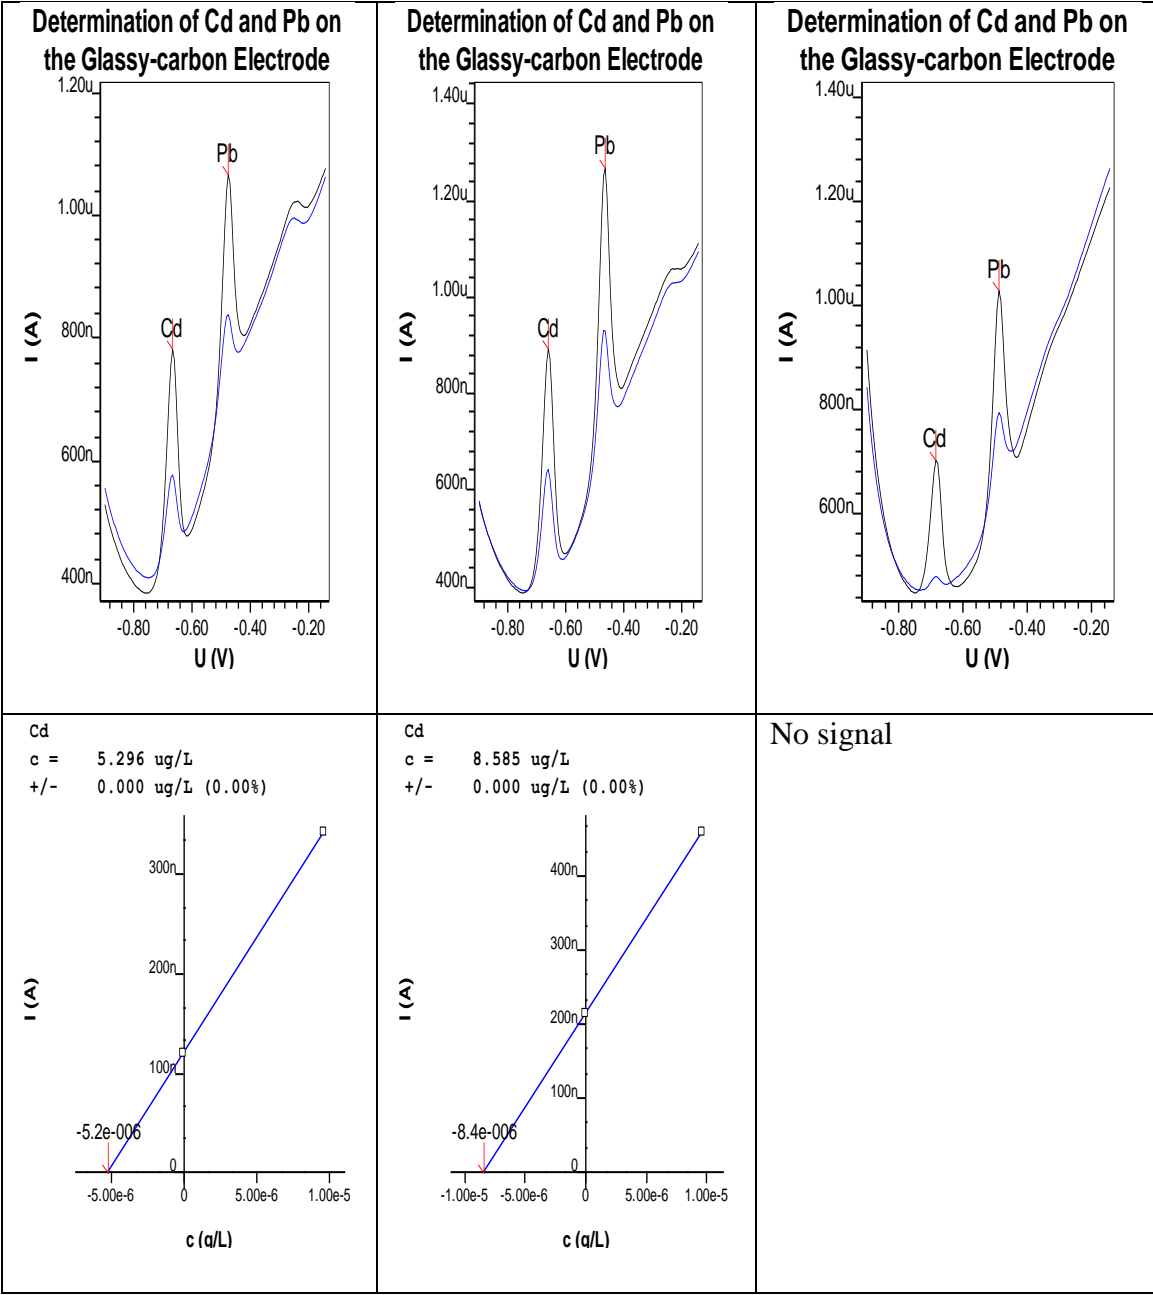 Determination of Cd and Pb on
the Glassy-carbon Electrode
1.20u
1.00u
800n
600n
400n
Pb
Cd
I (A)
-0.80 -0.60 -0.40 -0.20
U (V)
Determination of Cd and Pb on
the Glassy-carbon Electrode
1.40u
1.20u
1.00u
800n
600n
400n
Pb
Cd
I (A)
-0.80 -0.60 -0.40 -0.20
U (V)
Determination of Cd and Pb on
the Glassy-carbon Electrode
1.40u
1.20u
1.00u
800n
600n
Pb
Cd
I (A)
-0.80 -0.60 -0.40 -0.20
U (V)
Cd
c = 5.296 ug/L
+/- 0.000 ug/L (0.00%)
300n
200n
100n
0
-5.2e-006
I (A)
-5.00e-6 0 5.00e-6 1.00e-5
c (g/L)
Cd
c = 8.585 ug/L
+/- 0.000 ug/L (0.00%)
400n
300n
200n
100n
0
-8.4e-006
I (A)
-1.00e-5 -5.00e-6 0 5.00e-6 1.00e-5
c (g/L)
No signal